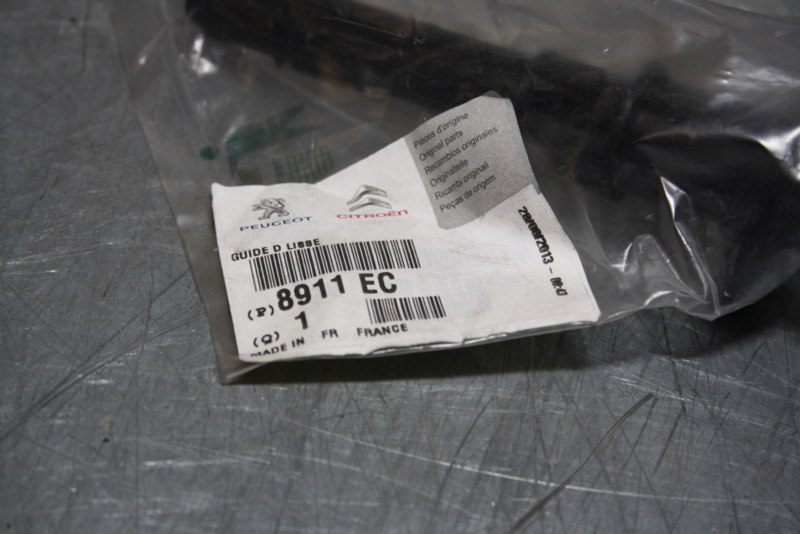 Pièces d'origine
Original parts
Recambios originales
Originalteile
Ricambi originali
Peças de origem
PEUGEOT
CITROËN
GUIDE D LISSE
(P) 8911 EC
(Q) 1
MADE IN FR FRANCE